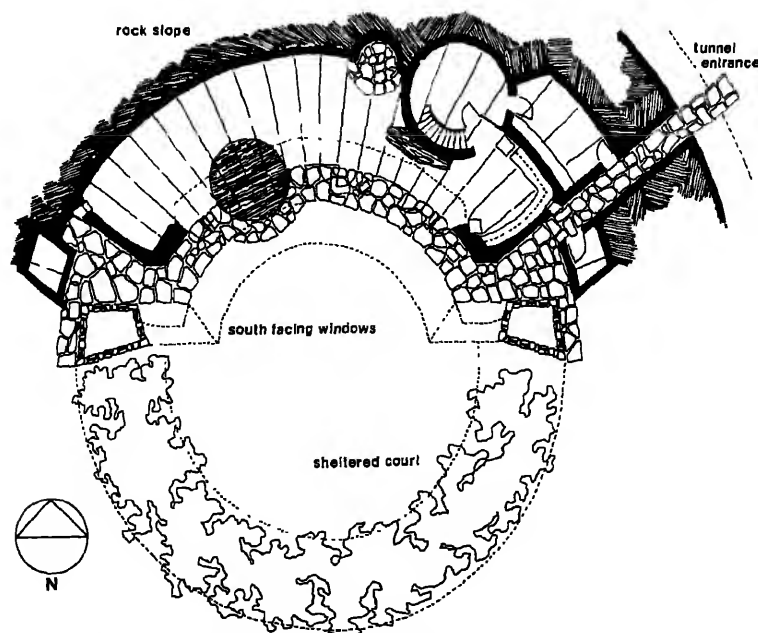 rock slope
tunnel
entrance
south facing windows
sheltered court
N